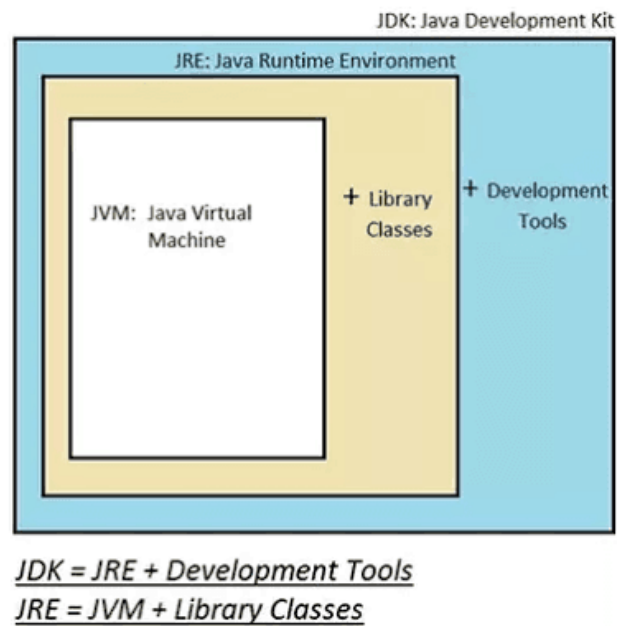 JDK: Java Development Kit
JRE: Java Runtime Environment
JVM: Java Virtual
Machine
+ Library
Classes
+ Development
Tools
JDK = JRE + Development Tools
JRE = JVM + Library Classes